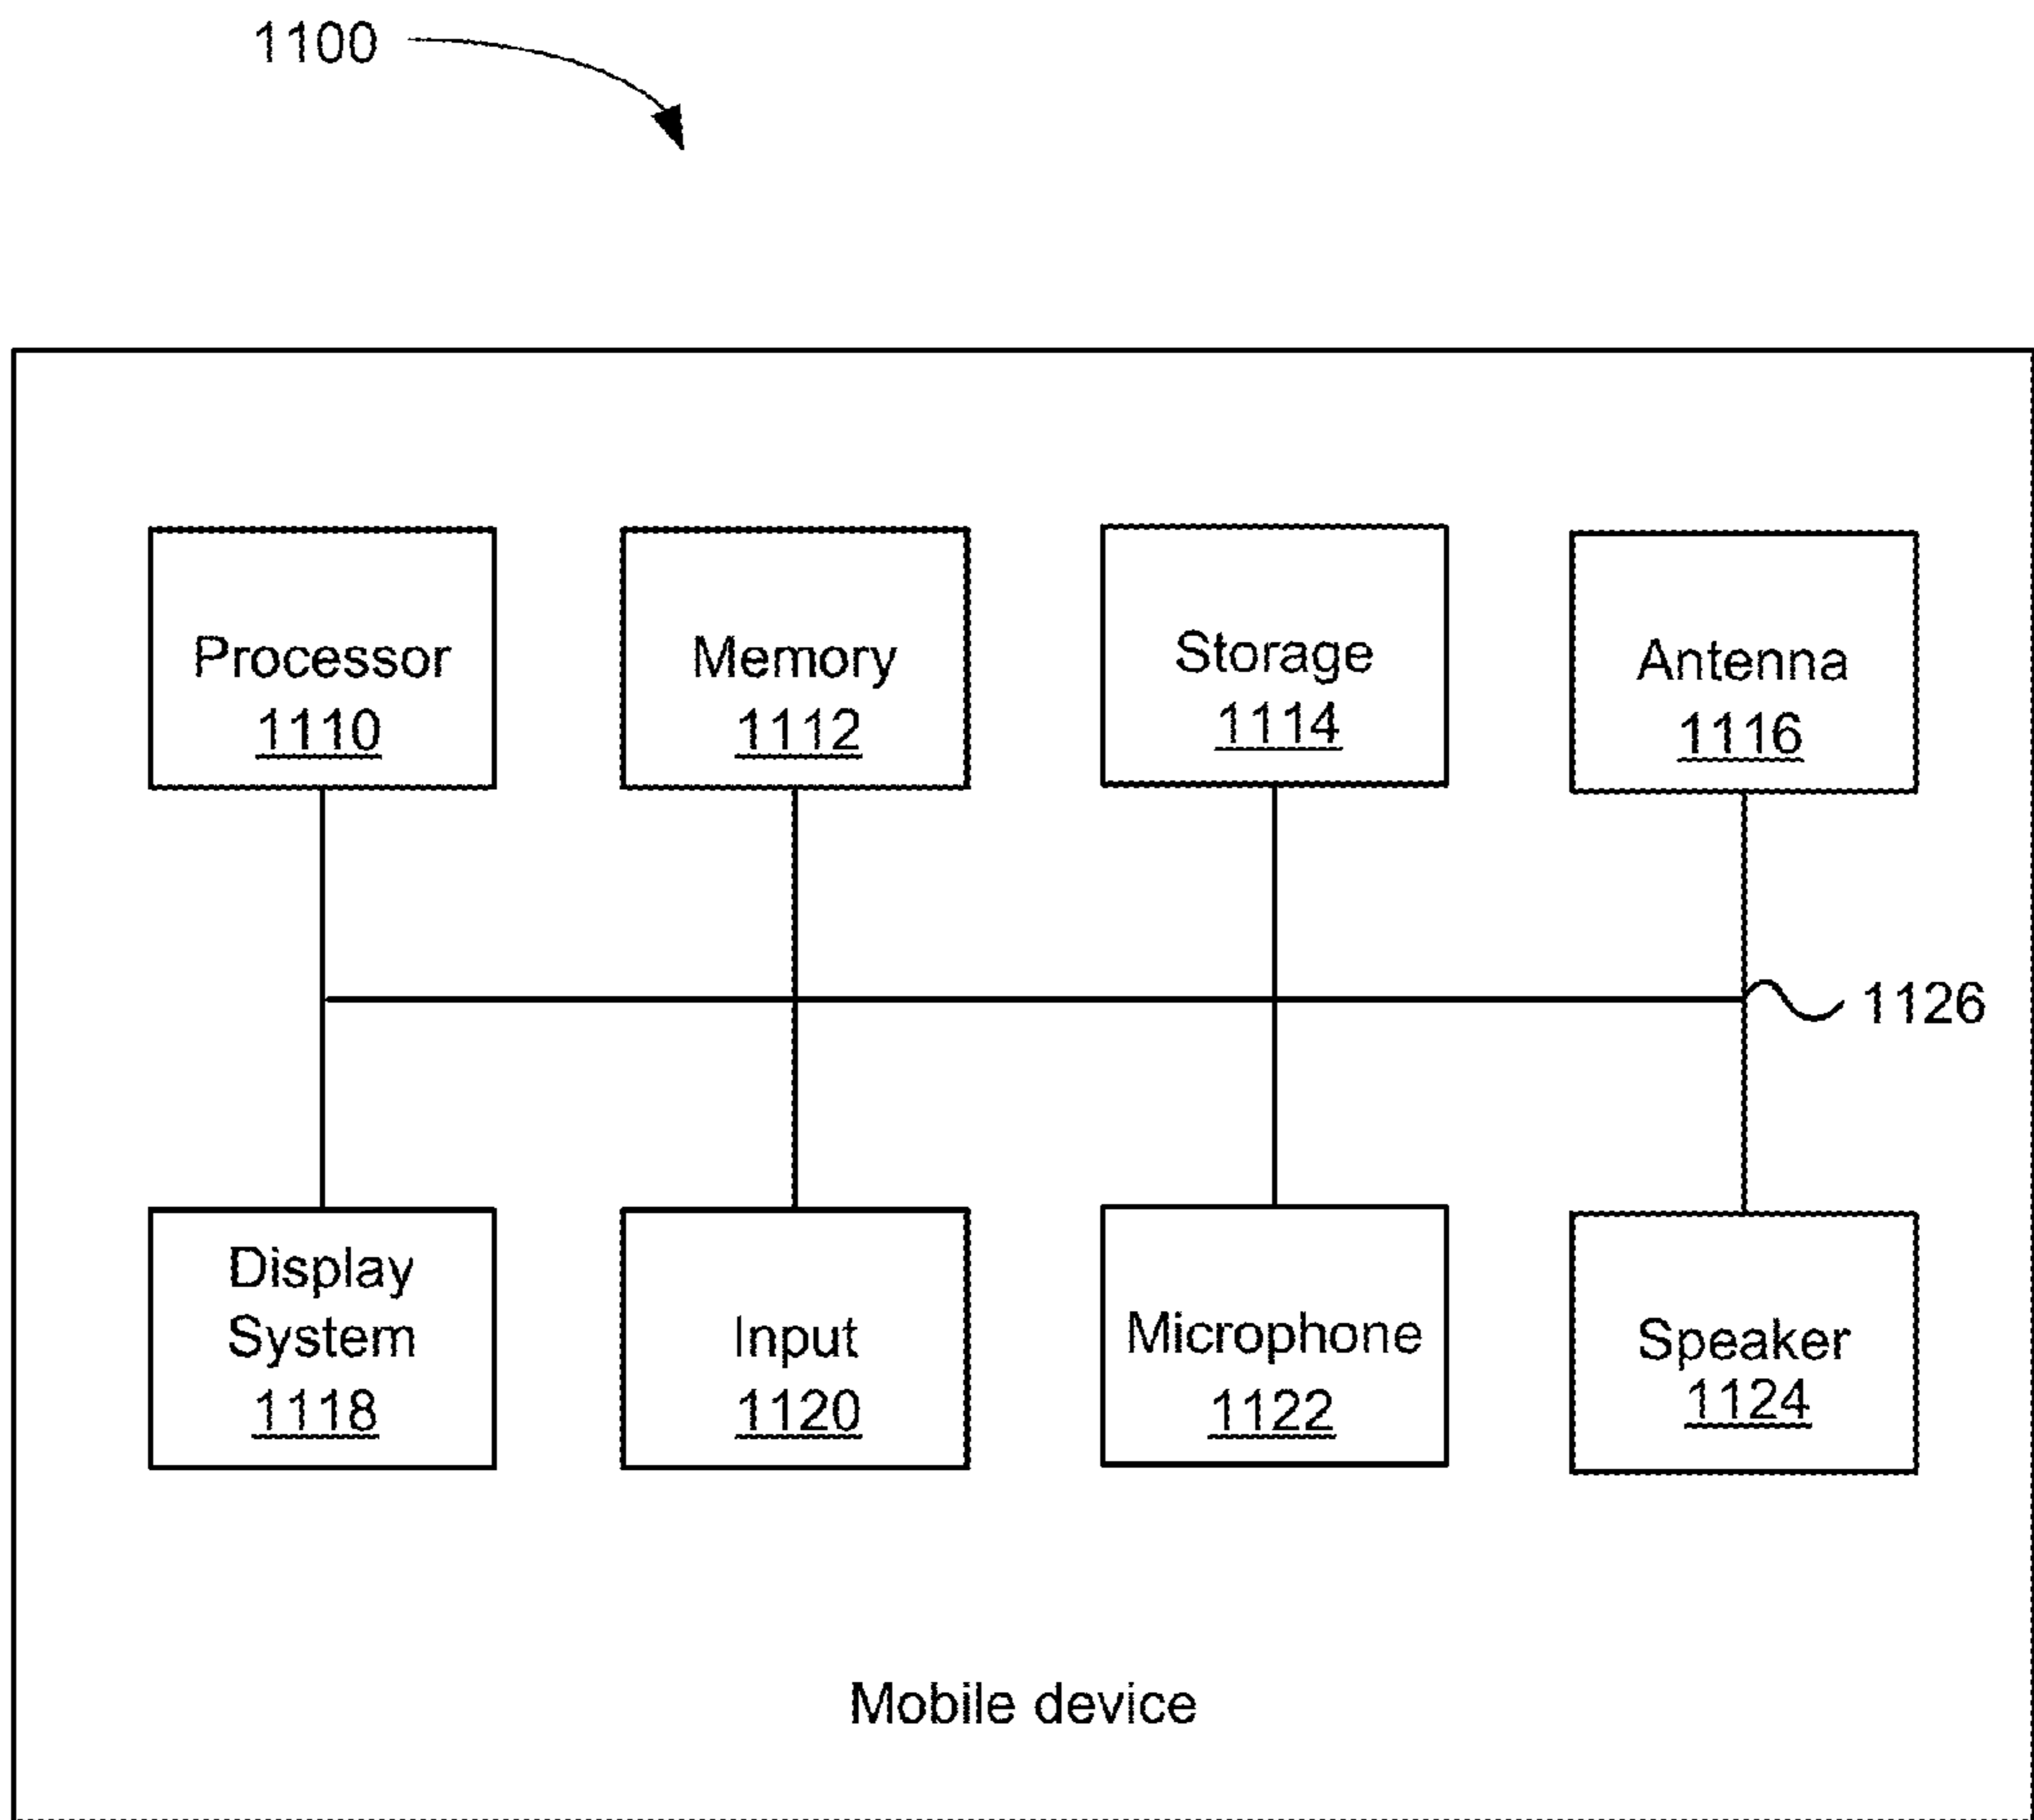 1100
Processor
1110
Memory
1112
Storage
1114
Antenna
1116
1126
Display
System
1118
Input
1120
Microphone
1122
Speaker
1124
Mobile device